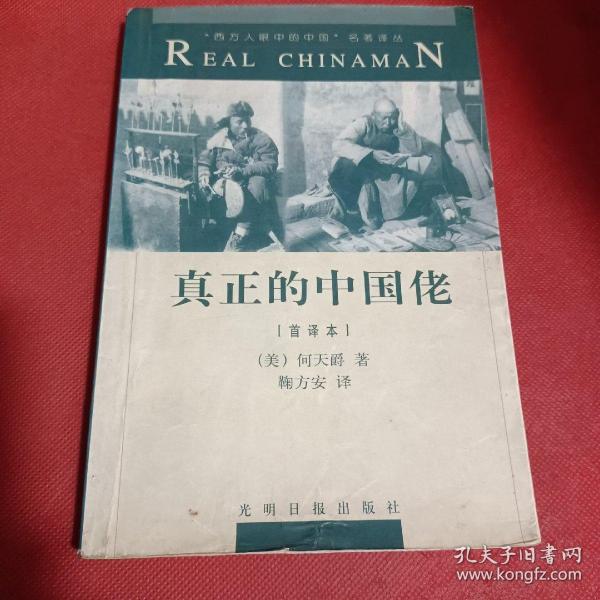 “西方人眼中的中国”名著译丛
REAL CHINAMAN
真正的中国佬
[首译本]
(美) 何天爵 著
鞠方安 译
光明日报出版社
孔夫子旧书网
www.kongfz.com